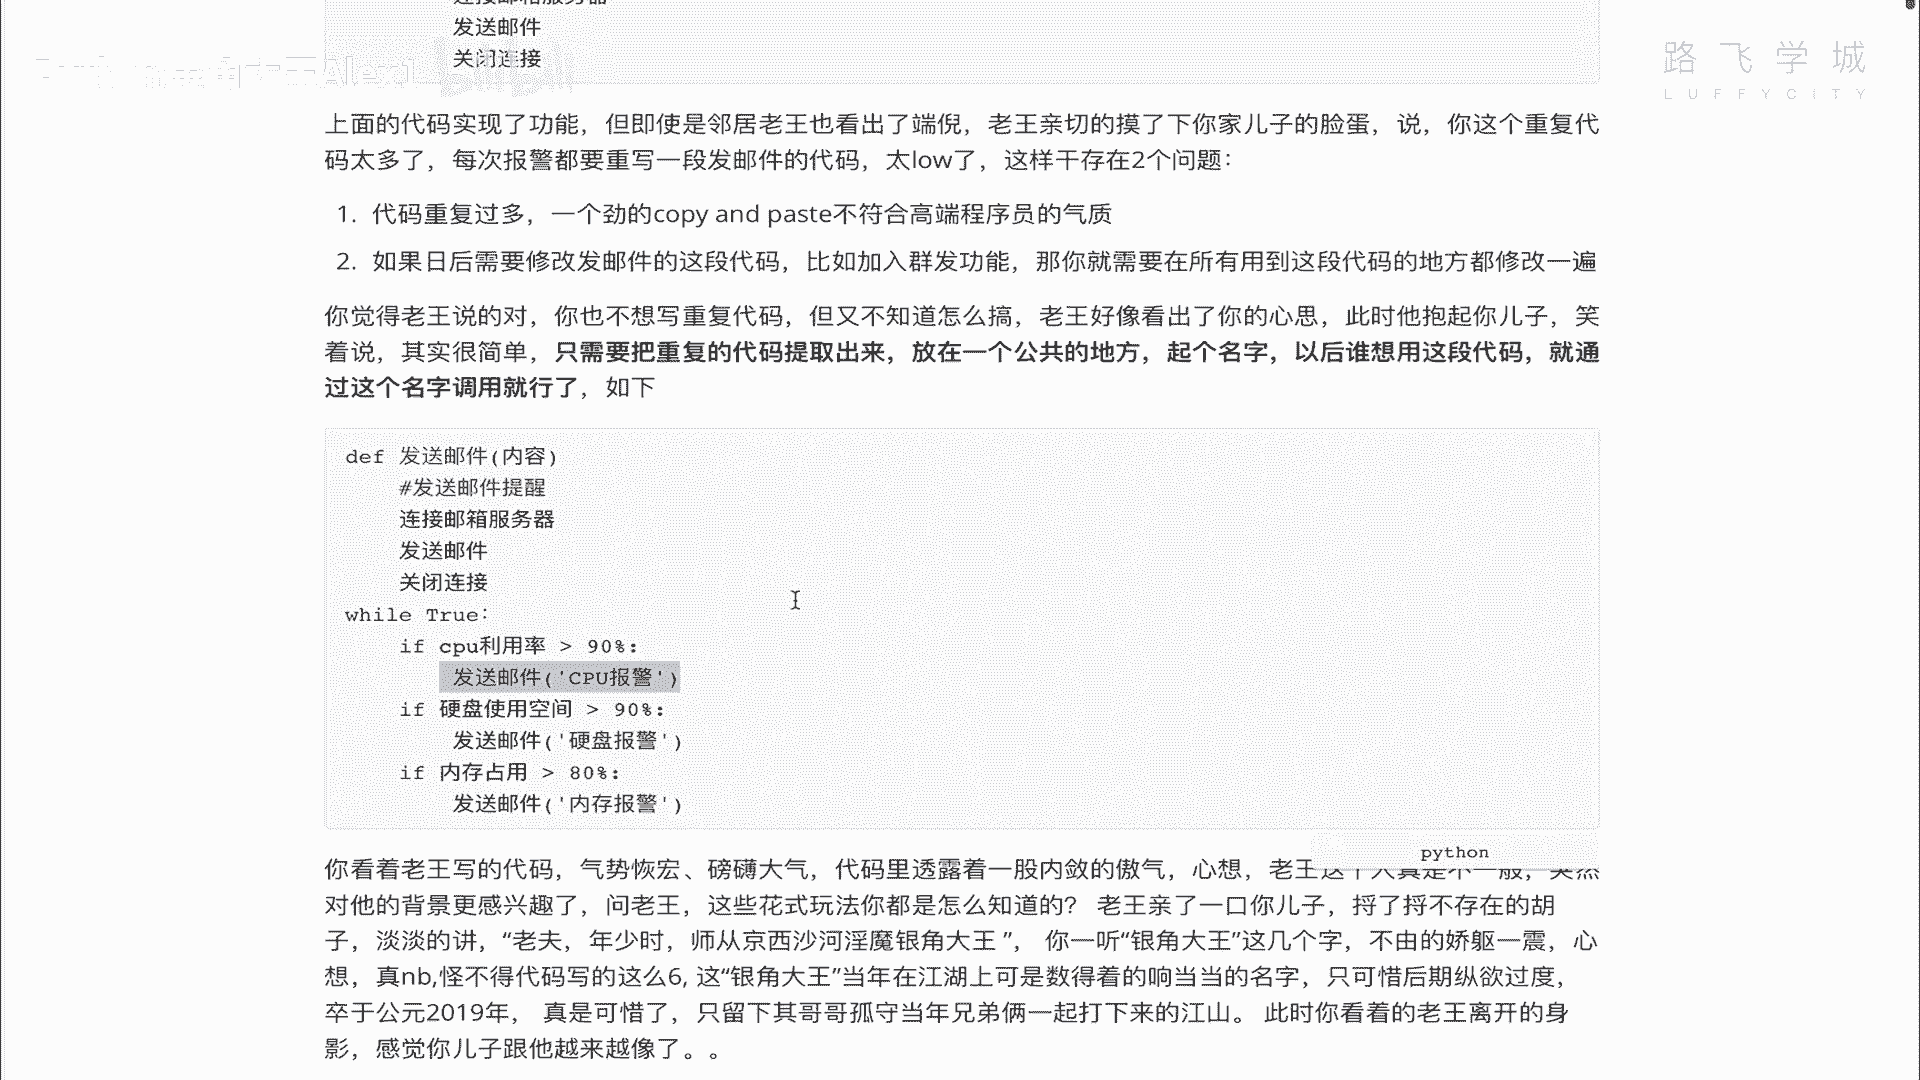 发送邮件
关闭连接
路飞学城
LUFFYCITY
上面的代码实现了功能，但即使是邻居老王也看出了端倪，老王亲切的摸了下你家儿子的脸蛋，说，你这个重复代
码太多了，每次报警都要重写一段发邮件的代码，太low了，这样干存在2个问题：
1. 代码重复过多，一个劲的copy and paste不符合高端程序员的气质
2. 如果日后需要修改发邮件的这段代码，比如加入群发功能，那你就需要在所有用到这段代码的地方都修改一遍
你觉得老王说的对，你也不想写重复代码，但又不知道怎么搞，老王好像看出了你的心思，此时他抱起你儿子，笑
着说，其实很简单，只需要把重复的代码提取出来，放在一个公共的地方，起个名字，以后谁想用这段代码，就通
过这个名字调用就行了，如下
def 发送邮件(内容)
#发送邮件提醒
连接邮箱服务器
发送邮件
关闭连接
while True:
if cpu利用率 > 90%:
发送邮件('CPU报警')
if 硬盘使用空间 > 90%:
发送邮件('硬盘报警')
if 内存占用 > 80%:
发送邮件('内存报警')
python
你看着老王写的代码，气势恢宏、磅礴大气，代码里透露着一股内敛的傲气，心想，老王这个人真是不一般，突然
对他的背景更感兴趣了，问老王，这些花式玩法你都是怎么知道的？ 老王亲了一口你儿子，捋了捋不存在的胡
子，淡淡的讲，“老夫，年少时，师从京西沙河淫魔银角大王 ”， 你一听“银角大王”这几个字，不由的娇躯一震，心
想，真nb,怪不得代码写的这么6, 这“银角大王”当年在江湖上可是数得着的响当当的名字，只可惜后期纵欲过度，
卒于公元2019年， 真是可惜了，只留下其哥哥孤守当年兄弟俩一起打下来的江山。 此时你看着的老王离开的身
影，感觉你儿子跟他越来越像了。。